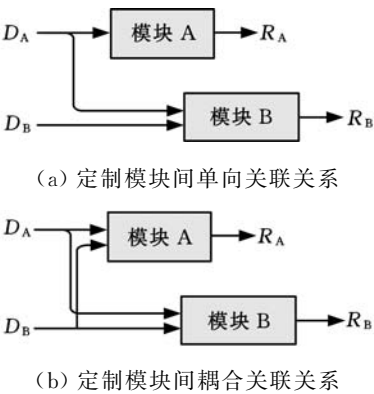 D_A 模块 A R_A
D_B 模块 B R_B
(a) 定制模块间单向关联关系
D_A 模块 A R_A
D_B 模块 B R_B
(b) 定制模块间耦合关联关系